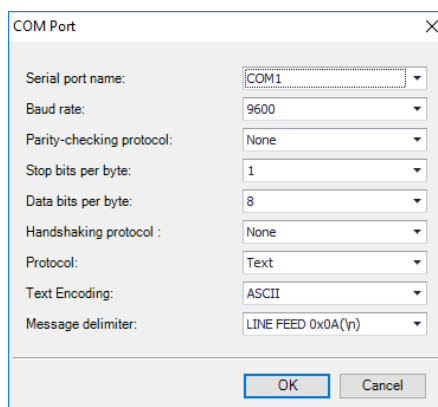 COM Port
Serial port name: COM1
Baud rate: 9600
Parity-checking protocol: None
Stop bits per byte: 1
Data bits per byte: 8
Handshaking protocol : None
Protocol: Text
Text Encoding: ASCII
Message delimiter: LINE FEED 0x0A(\n)
OK Cancel